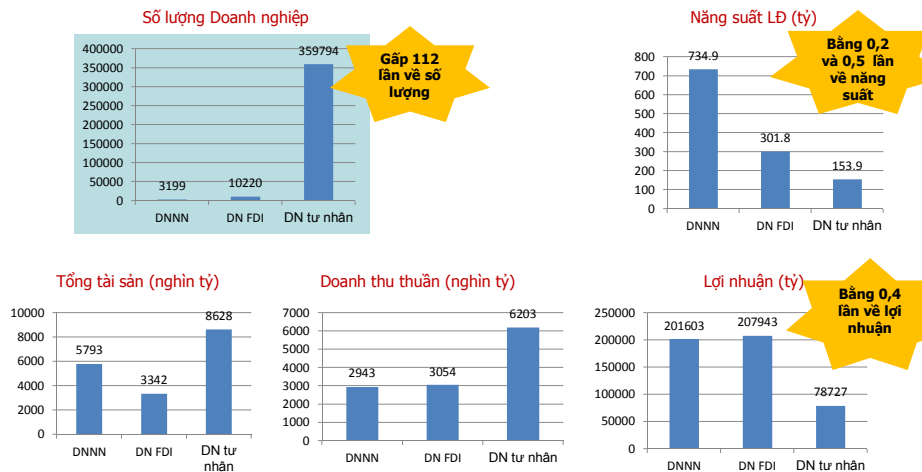 Số lượng Doanh nghiệp
400000
350000
300000
250000
200000
150000
100000
50000
0
3199
10220
359794
DNNN
DN FDI
DN tư nhân
Gấp 112
lần về số
lượng
Năng suất LĐ (tỷ)
800
700
600
500
400
300
200
100
0
734.9
301.8
153.9
DNNN
DN FDI
DN tư nhân
Bằng 0,2
và 0,5 lần
về năng
suất
Tổng tài sản (nghìn tỷ)
10000
8000
6000
4000
2000
0
5793
3342
8628
DNNN
DN FDI
DN tư
nhân
Doanh thu thuần (nghìn tỷ)
7000
6000
5000
4000
3000
2000
1000
0
2943
3054
6203
DNNN
DN FDI
DN tư nhân
Lợi nhuận (tỷ)
250000
200000
150000
100000
50000
0
201603
207943
78727
DNNN
DN FDI
DN tư nhân
Bằng 0,4
lần về lợi
nhuận